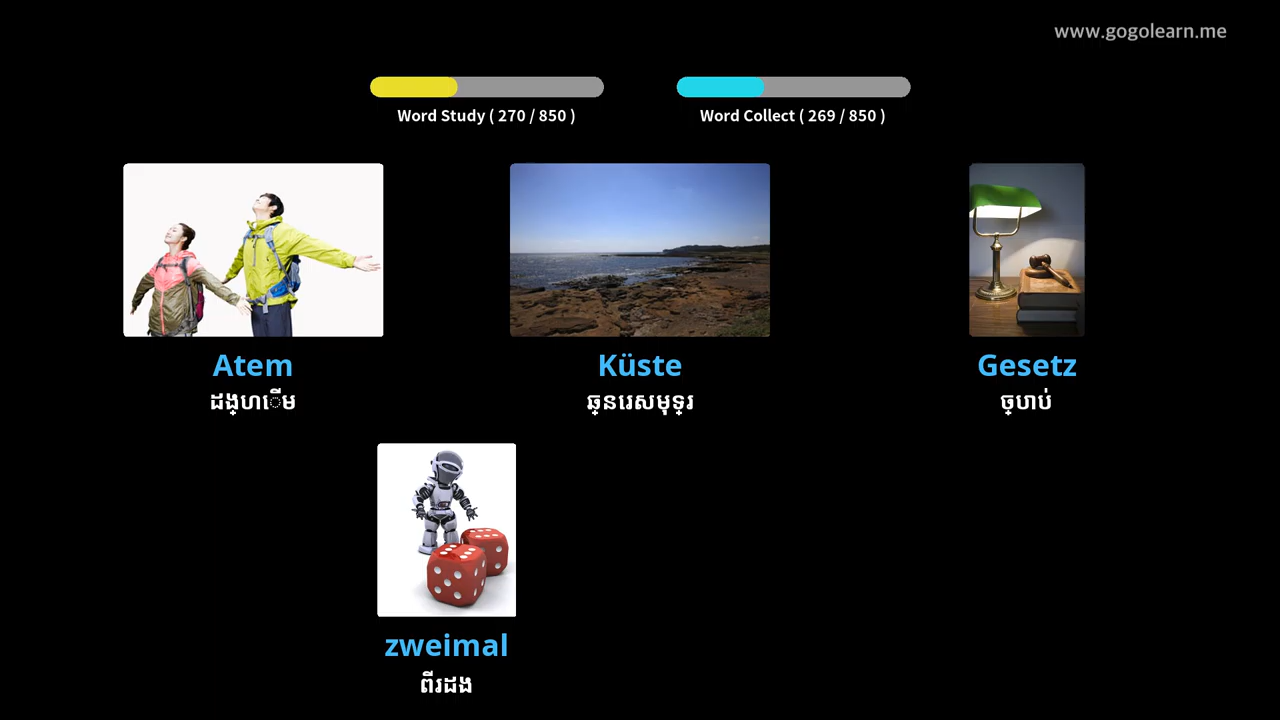 www.gogolearn.me
Word Study ( 270 / 850 )
Word Collect ( 269 / 850 )
Atem
Küste
Gesetz
ដង្ហើម
ឆ្នេរសមុទ្រ
ច្បាប់
zweimal
ពីរដង